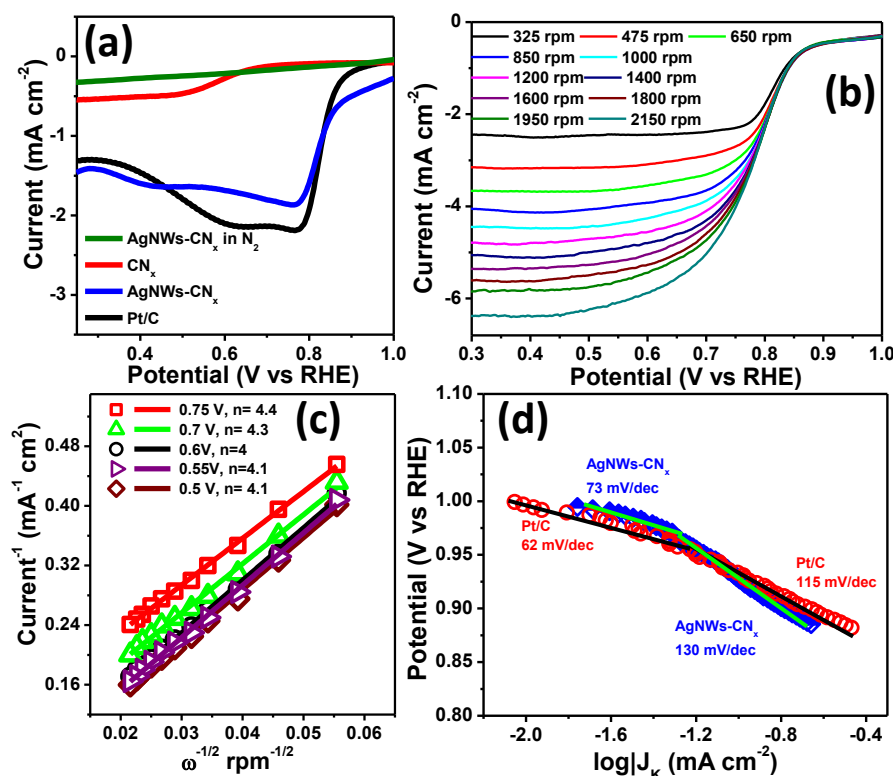 (a)
0
-1
-2
-3
Current (mA cm⁻²)
AgNWs-CNₓ in N₂
CNₓ
AgNWs-CNₓ
Pt/C
0.4 0.6 0.8 1.0
Potential (V vs RHE)
(b)
325 rpm 475 rpm 650 rpm
850 rpm 1000 rpm
1200 rpm 1400 rpm
1600 rpm 1800 rpm
1950 rpm 2150 rpm
0
-2
-4
-6
Current (mA cm⁻²)
0.3 0.4 0.5 0.6 0.7 0.8 0.9 1.0
Potential (V vs RHE)
(c)
0.75 V, n= 4.4
0.7 V, n= 4.3
0.6V, n=4
0.55V, n=4.1
0.5 V, n= 4.1
0.48
0.40
0.32
0.24
0.16
Current⁻¹ (mA⁻¹ cm²)
0.02 0.03 0.04 0.05 0.06
ω⁻¹/² rpm⁻¹/²
(d)
1.10
1.05
1.00
0.95
0.90
0.85
0.80
Potential (V vs RHE)
AgNWs-CNₓ
73 mV/dec
Pt/C
62 mV/dec
Pt/C
115 mV/dec
AgNWs-CNₓ
130 mV/dec
-2.0 -1.6 -1.2 -0.8 -0.4
log|J_K (mA cm⁻²)